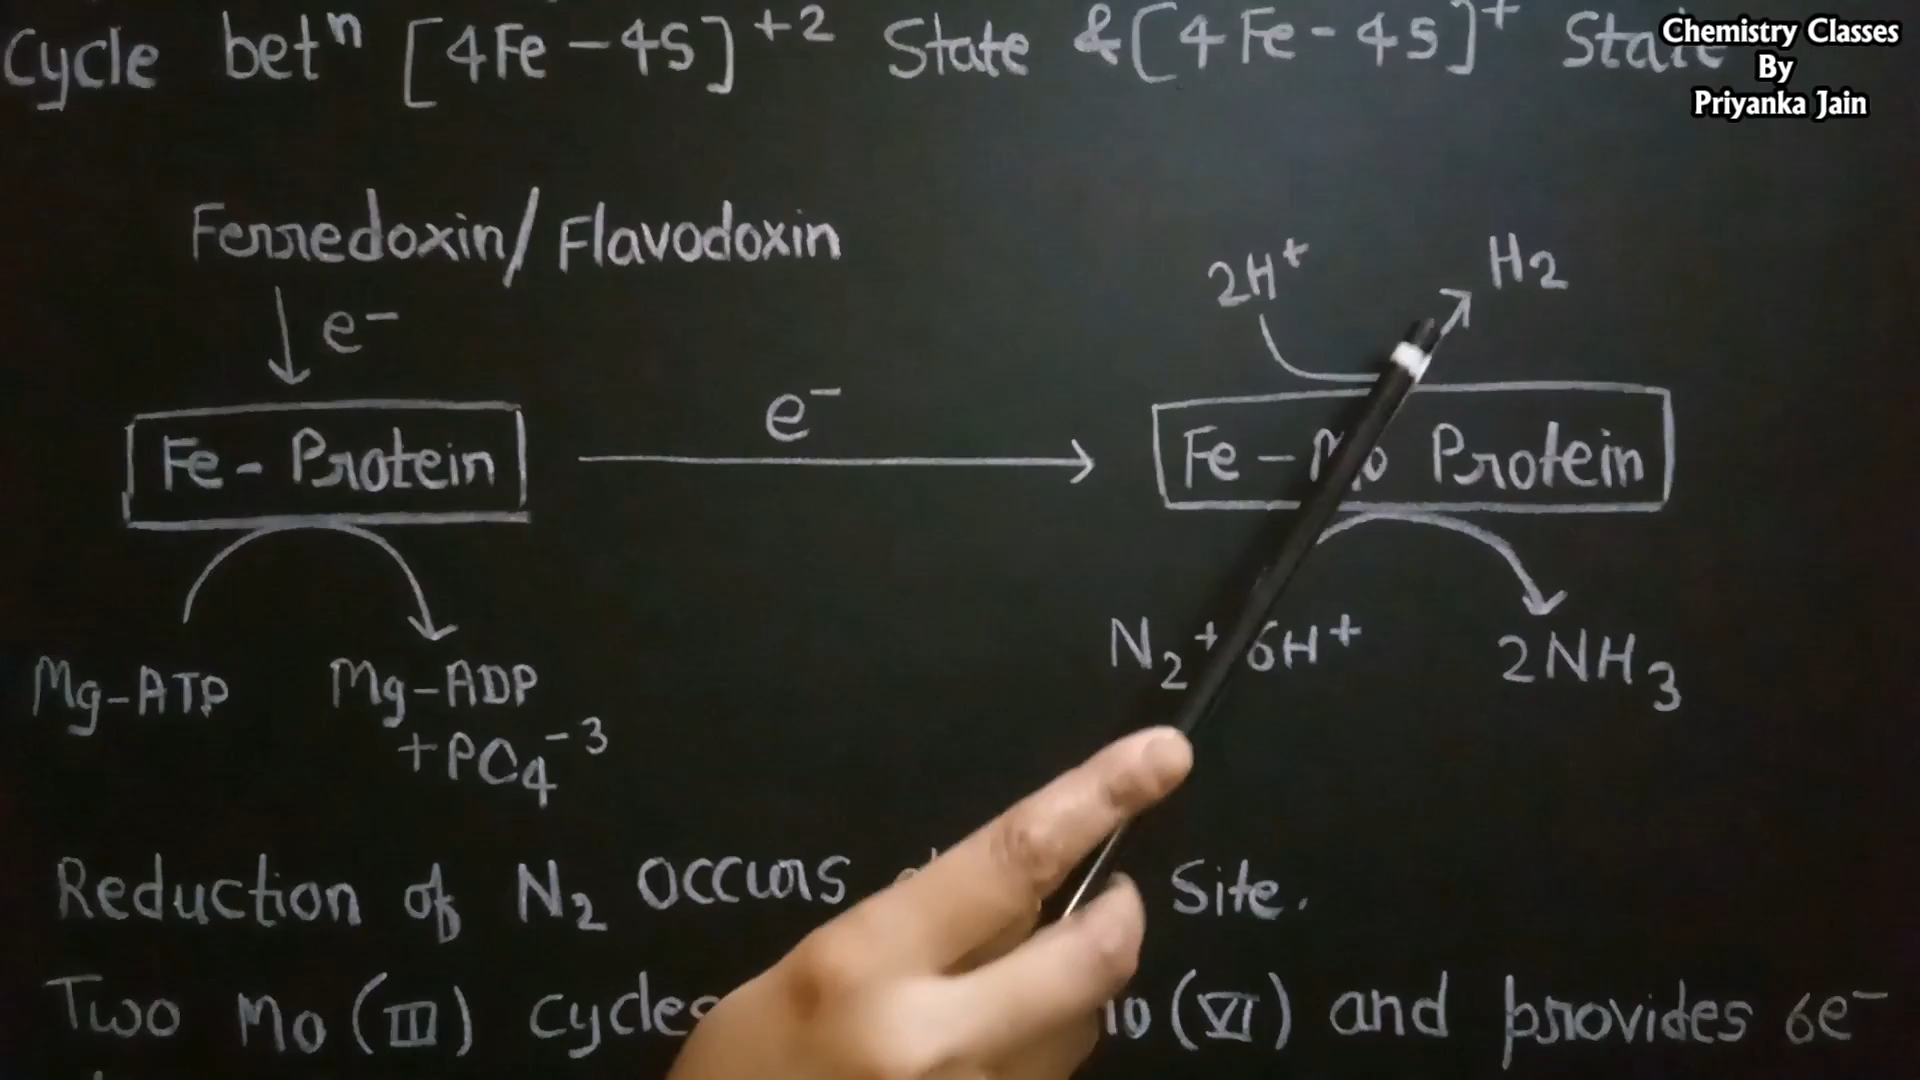 Cycle betⁿ [4Fe-4S]⁺² State & [4Fe-4S]⁺ State
Chemistry Classes
By
Priyanka Jain
Ferredoxin/Flavodoxin
2H⁺
H₂
e⁻
e⁻
Fe-Protein
Fe-Mo Protein
N₂+6H⁺
2NH₃
Mg-ATP
Mg-ADP
+PO₄⁻³
Reduction of N₂ occurs Site.
Two Mo(III) cycles (VI) and provides 6e⁻